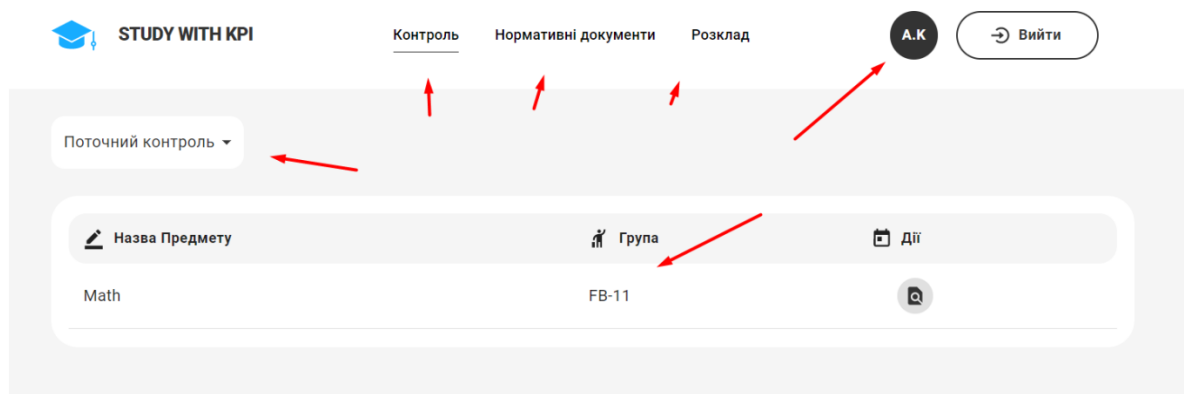 STUDY WITH KPI Контроль Нормативні документи Розклад A.K Вийти
Поточний контроль
Назва Предмету Група Дії
Math FB-11